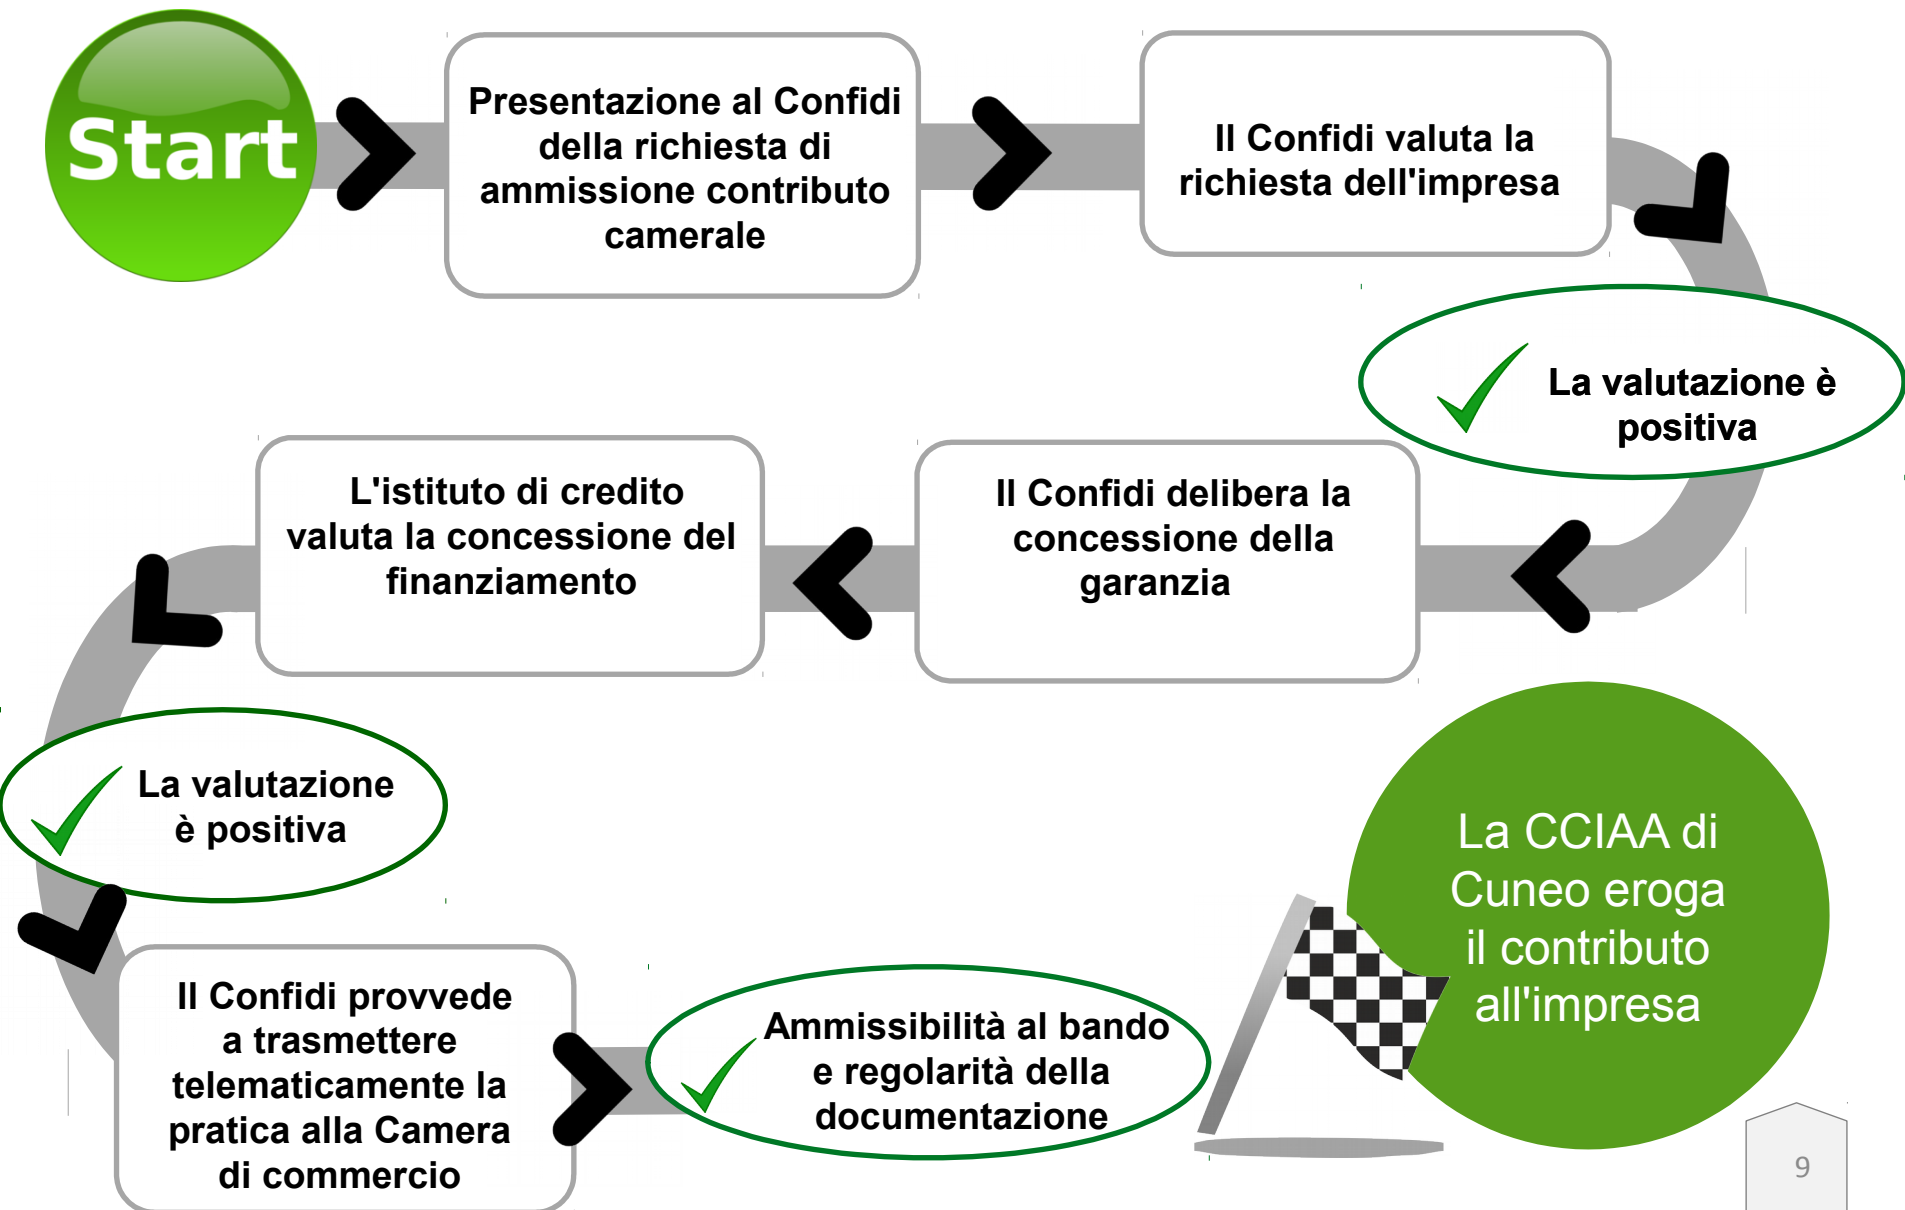 Start
Presentazione al Confidi
della richiesta di
ammissione contributo
camerale
Il Confidi valuta la
richiesta dell'impresa
La valutazione è
positiva
Il Confidi delibera la
concessione della
garanzia
L'istituto di credito
valuta la concessione del
finanziamento
La valutazione
è positiva
Il Confidi provvede
a trasmettere
telematicamente la
pratica alla Camera
di commercio
Ammissibilità al bando
e regolarità della
documentazione
La CCIAA di
Cuneo eroga
il contributo
all'impresa
9